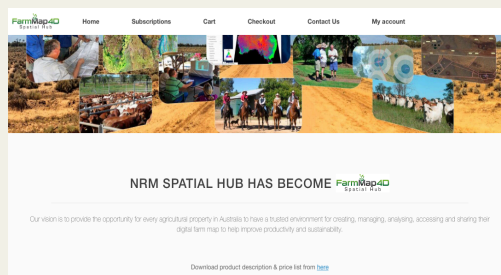 FarmMap4D
Spatial Hub
Home Subscriptions Cart Checkout Contact Us My account
NRM SPATIAL HUB HAS BECOME FarmMap4D
Spatial Hub
Our vision is to provide the opportunity for every agricultural property in Australia to have a trusted environment for creating, managing, analysing, accessing and sharing their
digital farm map to help improve productivity and sustainability.
Download product description & price list from here